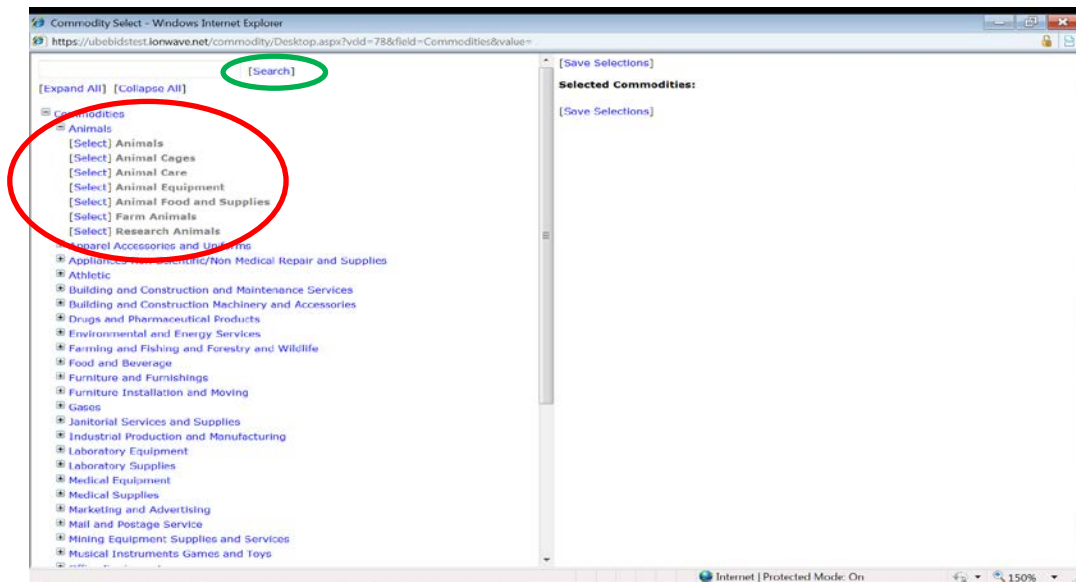 Commodity Select - Windows Internet Explorer
https://ubebidstest.ionwave.net/commodity/Desktop.aspx?vcId=78&field=Commodities&value=
[Search]
[Expand All] [Collapse All]
Commodities
Animals
[Select] Animals
[Select] Animal Cages
[Select] Animal Care
[Select] Animal Equipment
[Select] Animal Food and Supplies
[Select] Farm Animals
[Select] Research Animals
Apparel Accessories and Uniforms
Appliances Non Scientific/Non Medical Repair and Supplies
Athletic
Building and Construction and Maintenance Services
Building and Construction Machinery and Accessories
Drugs and Pharmaceutical Products
Environmental and Energy Services
Farming and Fishing and Forestry and Wildlife
Food and Beverage
Furniture and Furnishings
Furniture Installation and Moving
Gases
Janitorial Services and Supplies
Industrial Production and Manufacturing
Laboratory Equipment
Laboratory Supplies
Medical Equipment
Medical Supplies
Marketing and Advertising
Mail and Postage Service
Mining Equipment Supplies and Services
Musical Instruments Games and Toys
[Save Selections]
Selected Commodities:
[Save Selections]
Internet | Protected Mode: On
150%